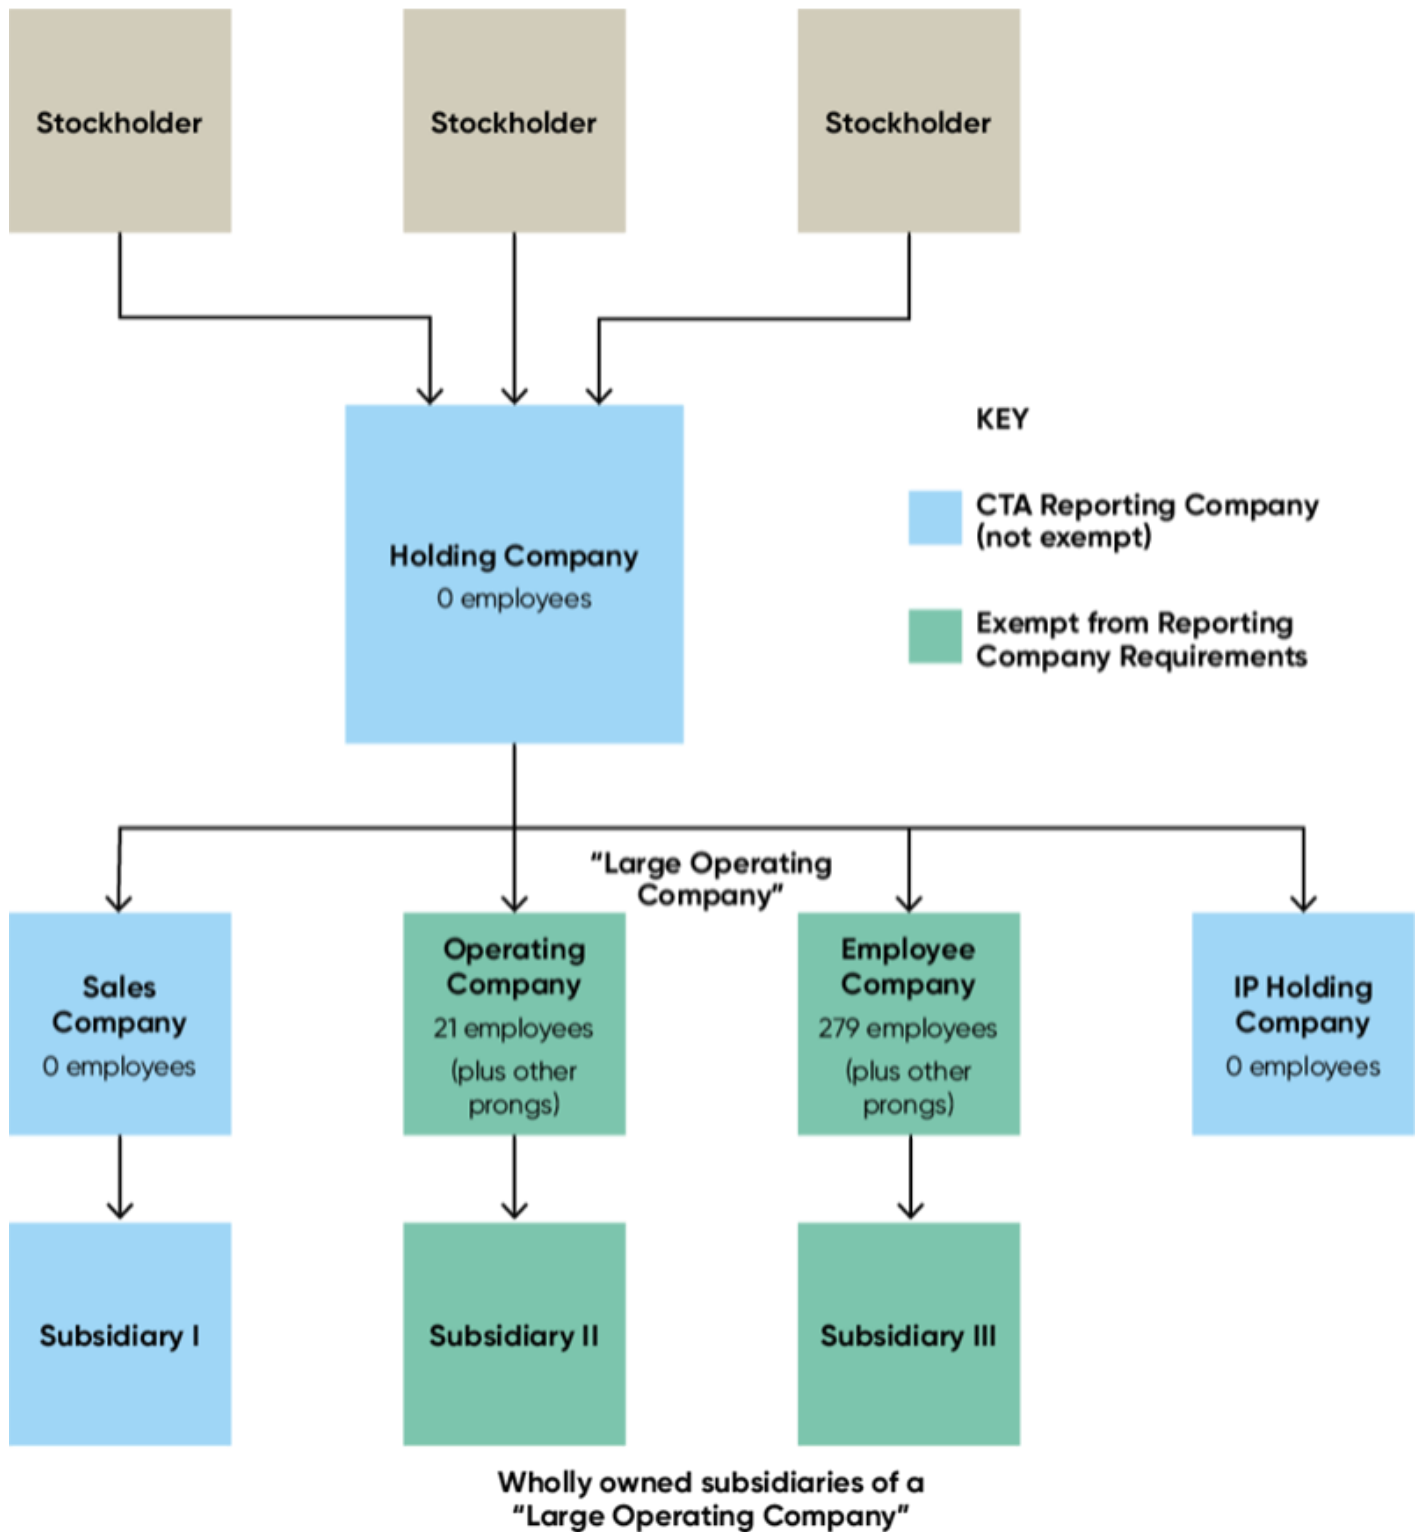 Stockholder
Stockholder
Stockholder
KEY
CTA Reporting Company
(not exempt)
Holding Company
0 employees
Exempt from Reporting
Company Requirements
“Large Operating
Company”
Sales
Company
0 employees
Operating
Company
21 employees
(plus other
prongs)
Employee
Company
279 employees
(plus other
prongs)
IP Holding
Company
0 employees
Subsidiary I
Subsidiary II
Subsidiary III
Wholly owned subsidiaries of a
“Large Operating Company”